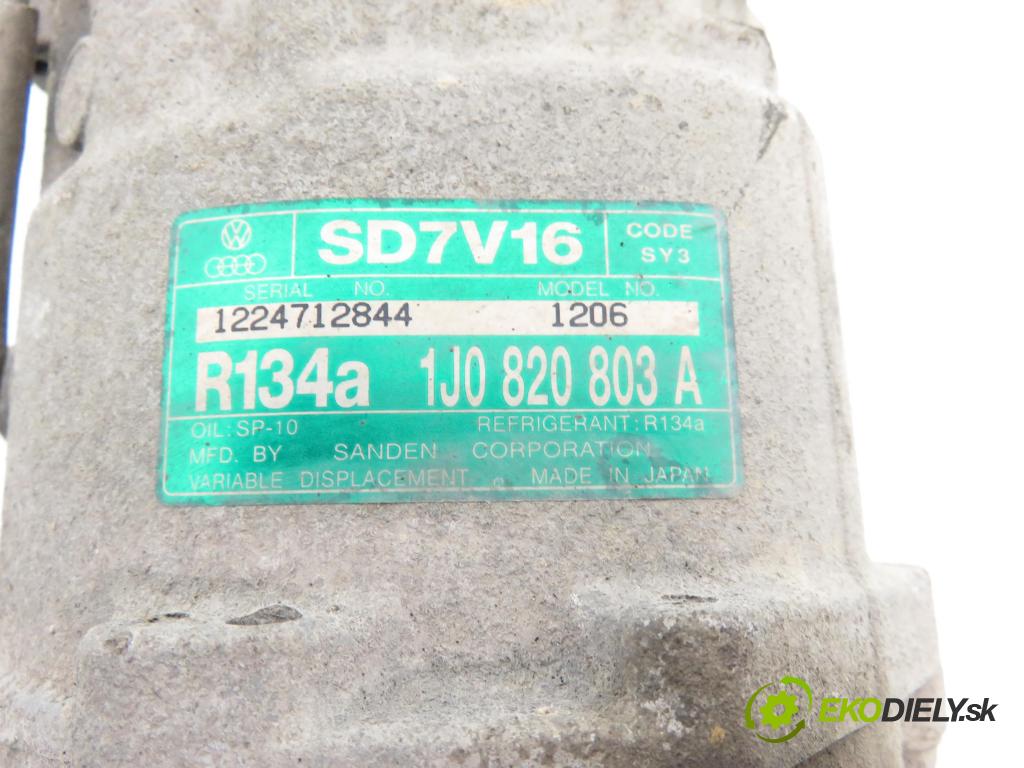 SD7V16 CODE
SY3
SERIAL NO. MODEL NO.
1224712844 1206
R134a 1J0 820 803 A
OIL: SP-10 REFRIGERANT: R134a
MFD. BY SANDEN CORPORATION
VARIABLE DISPLACEMENT MADE IN JAPAN
EKODIELY.sk